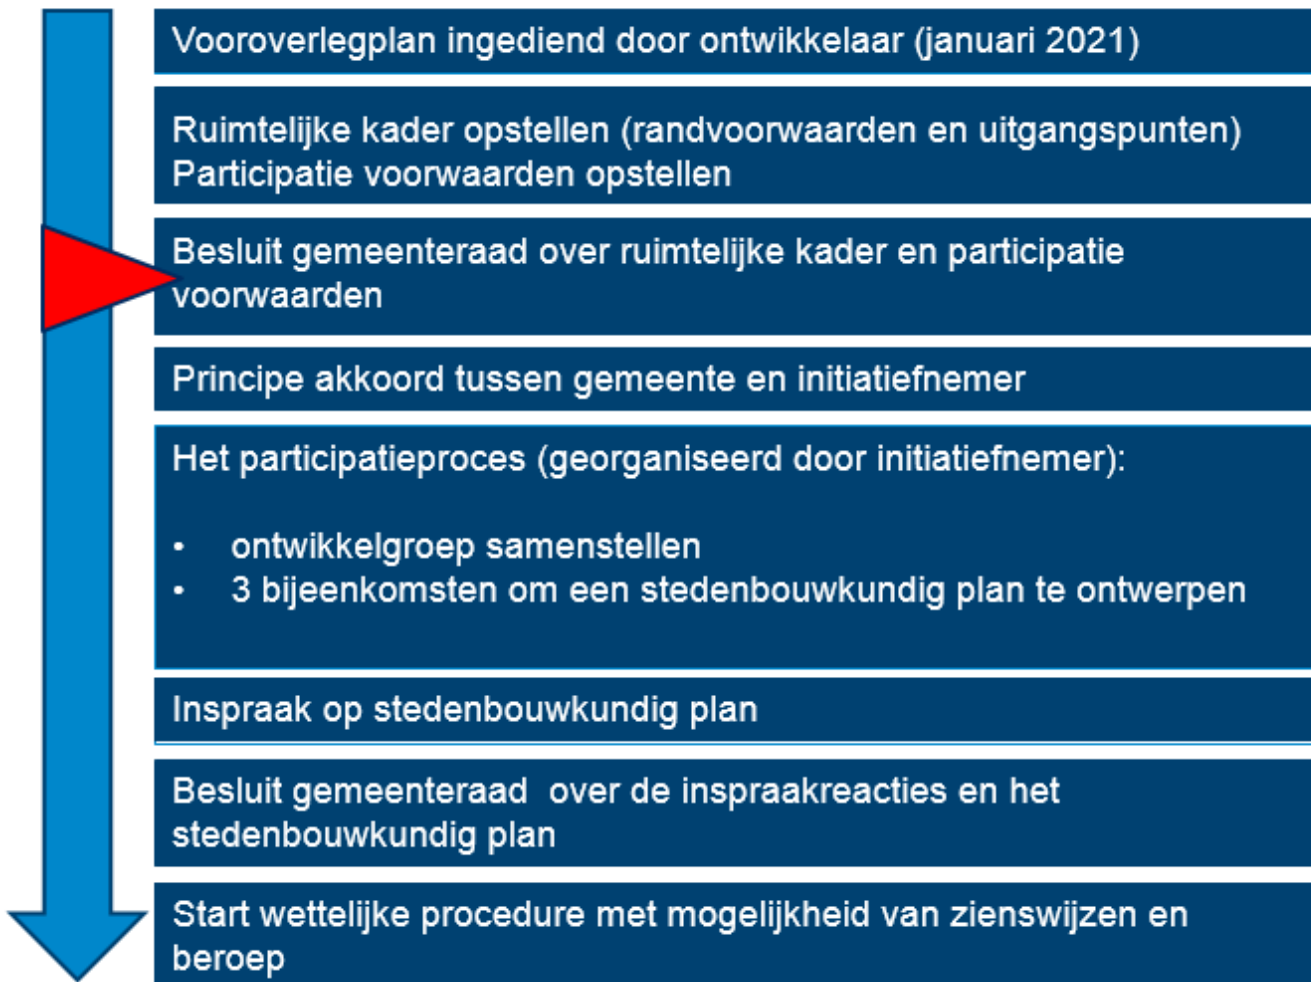 Vooroverlegplan ingediend door ontwikkelaar (januari 2021)
Ruimtelijke kader opstellen (randvoorwaarden en uitgangspunten)
Participatie voorwaarden opstellen
Besluit gemeenteraad over ruimtelijke kader en participatie
voorwaarden
Principe akkoord tussen gemeente en initiatiefnemer
Het participatieproces (georganiseerd door initiatiefnemer):
• ontwikkelgroep samenstellen
• 3 bijeenkomsten om een stedenbouwkundig plan te ontwerpen
Inspraak op stedenbouwkundig plan
Besluit gemeenteraad over de inspraakreacties en het
stedenbouwkundig plan
Start wettelijke procedure met mogelijkheid van zienswijzen en
beroep